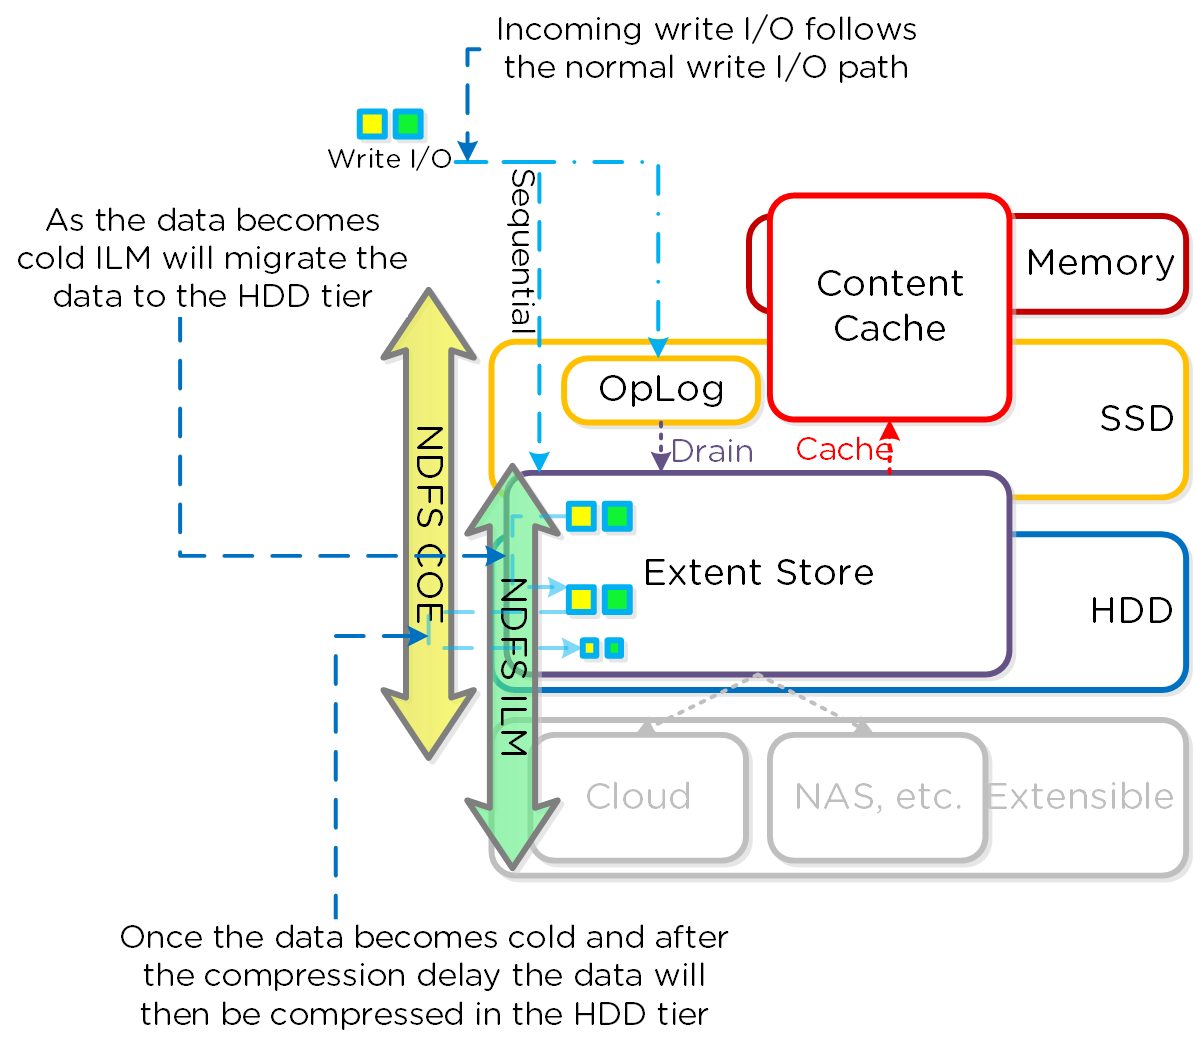 Incoming write I/O follows
the normal write I/O path
Write I/O
Sequential
As the data becomes
cold ILM will migrate the
data to the HDD tier
Content
Cache
Memory
OpLog
SSD
Drain
Cache
NDFS COE
NDFS ILM
Extent Store
HDD
Cloud
NAS, etc.
Extensible
Once the data becomes cold and after
the compression delay the data will
then be compressed in the HDD tier